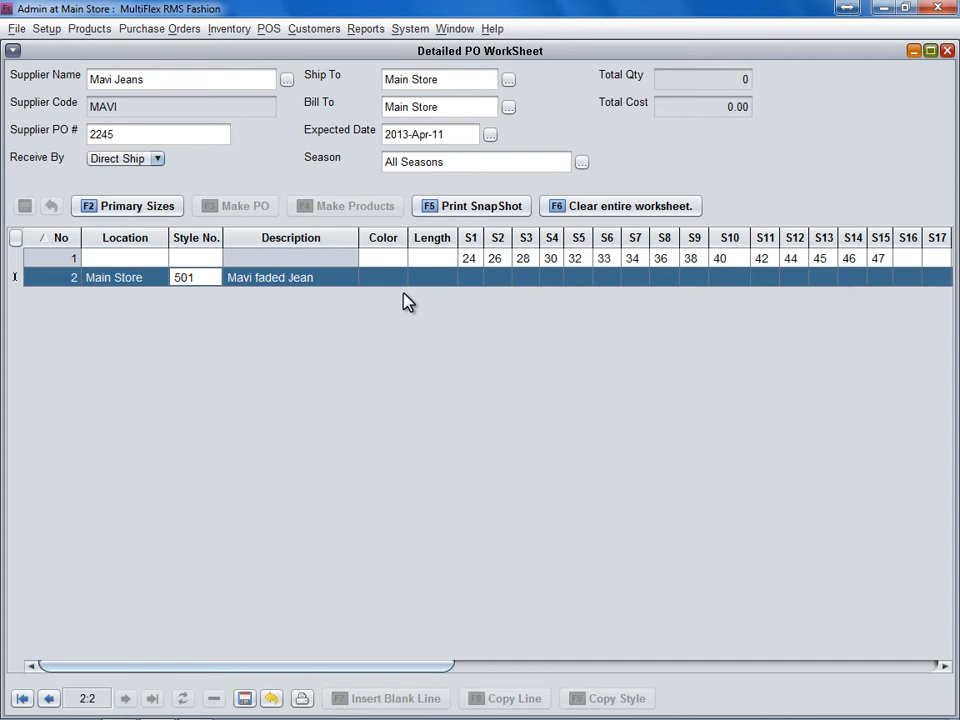 Admin at Main Store : MultiFlex RMS Fashion
File Setup Products Purchase Orders Inventory POS Customers Reports System Window Help
Detailed PO WorkSheet
Supplier Name Mavi Jeans ... Ship To Main Store ... Total Qty 0
Supplier Code MAVI Bill To Main Store ... Total Cost 0.00
Supplier PO # 2245 Expected Date 2013-Apr-11 ...
Receive By Direct Ship Season All Seasons ...
F2 Primary Sizes F3 Make PO F4 Make Products F5 Print SnapShot F6 Clear entire worksheet.
No Location Style No. Description Color Length S1 S2 S3 S4 S5 S6 S7 S8 S9 S10 S11 S12 S13 S14 S15 S16 S17
1 24 26 28 30 32 33 34 36 38 40 42 44 45 46 47
2 Main Store 501 Mavi faded Jean
2:2 F7 Insert Blank Line F8 Copy Line F9 Copy Style